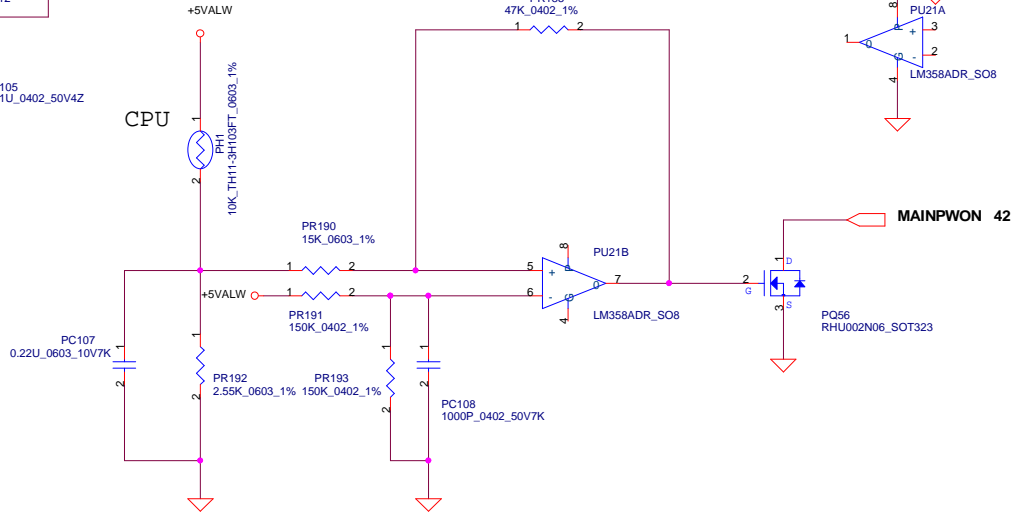 +5VALW
47K_0402_1%
1
2
8
PU21A
3
+
P
1
O
2
-
G
LM358ADR_SO8
4
105
1U_0402_50V4Z
CPU
1
PH1
10K_TH11-3H103FT_0603_1%
2
MAINPWON 42
PR190
15K_0603_1%
1
2
8
PU21B
5
+
P
7
O
6
-
G
4
LM358ADR_SO8
+5VALW
1
2
PR191
150K_0402_1%
1
D
2
G
S
3
PQ56
RHU002N06_SOT323
PC107
0.22U_0603_10V7K
1
2
1
2
PR192
2.55K_0603_1%
PR193
150K_0402_1%
1
2
1
2
PC108
1000P_0402_50V7K